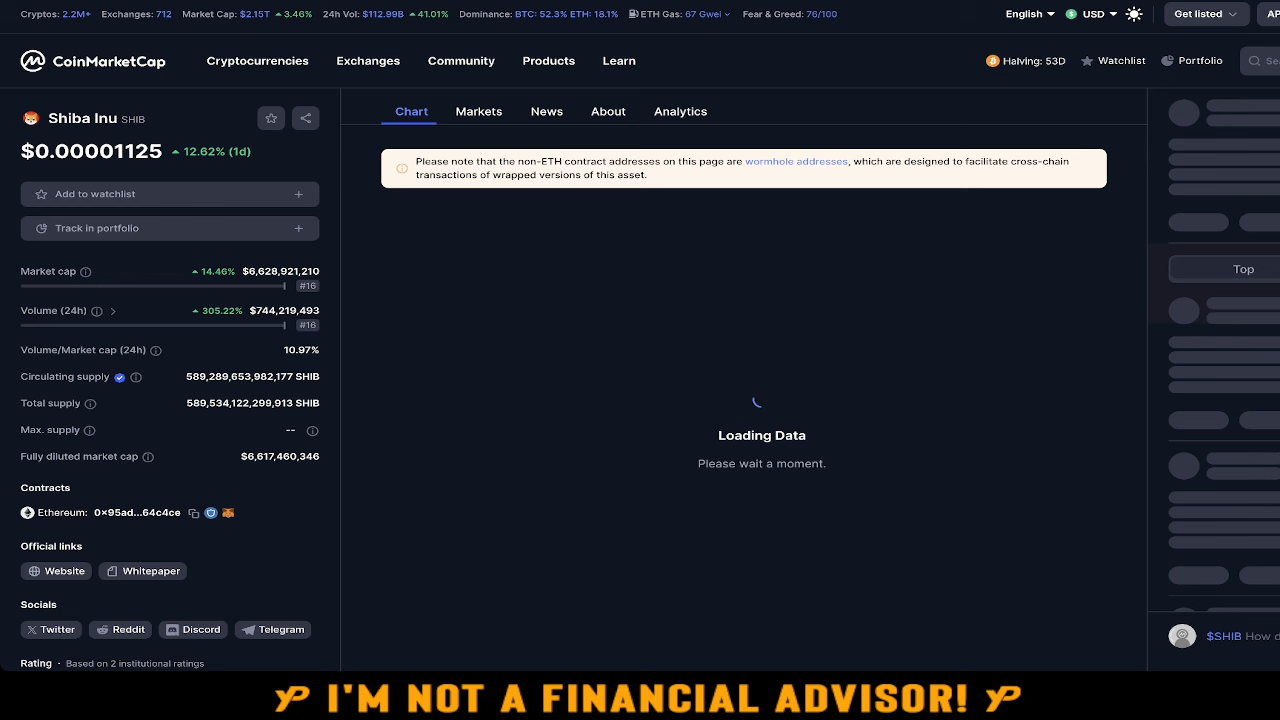 Cryptos: 2.2M+ Exchanges: 712 Market Cap: $2.15T 3.46% 24h Vol: $112.99B 41.01% Dominance: BTC: 52.3% ETH: 18.1% ETH Gas: 67 Gwei Fear & Greed: 76/100 English USD Get listed
CoinMarketCap Cryptocurrencies Exchanges Community Products Learn Halving: 53D Watchlist Portfolio
Shiba Inu SHIB
$0.00001125 12.62% (1d)
Add to watchlist +
Track in portfolio +
Market cap 14.46% $6,628,921,210
#16
Volume (24h) 305.22% $744,219,493
#16
Volume/Market cap (24h) 10.97%
Circulating supply 589,289,653,982,177 SHIB
Total supply 589,534,122,299,913 SHIB
Max. supply --
Fully diluted market cap $6,617,460,346
Contracts
Ethereum: 0x95ad...64c4ce
Official links
Website Whitepaper
Socials
Twitter Reddit Discord Telegram
Rating · Based on 2 institutional ratings
Chart Markets News About Analytics
Please note that the non-ETH contract addresses on this page are wormhole addresses, which are designed to facilitate cross-chain
transactions of wrapped versions of this asset.
Loading Data
Please wait a moment.
Top
$SHIB How
I'M NOT A FINANCIAL ADVISOR!